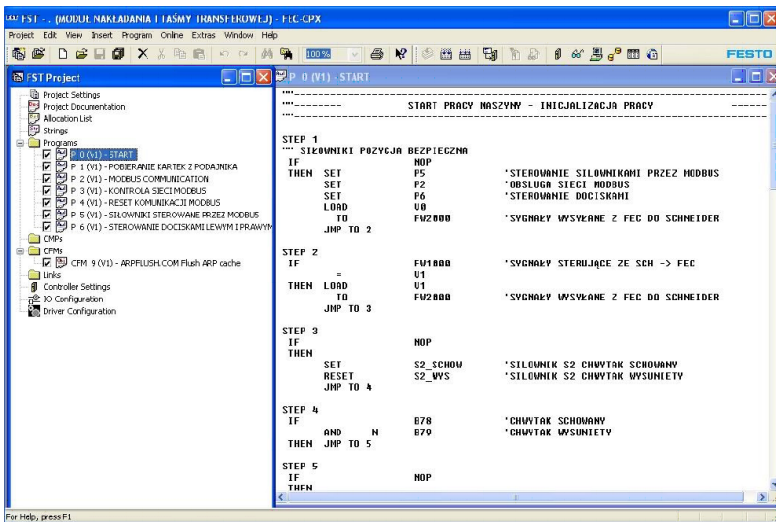 FST - . (MODUŁ NAKŁADANIA I TAŚMY TRANSFEROWEJ) - FEC-CPX
Project Edit View Insert Program Online Extras Window Help
100 %
FESTO
FST Project
Project Settings
Project Documentation
Allocation List
Strings
Programs
P 0 (V1) - START
P 1 (V1) - POBIERANIE KARTEK Z PODAJNIKA
P 2 (V1) - MODBUS COMMUNICATION
P 3 (V1) - KONTROLA SIECI MODBUS
P 4 (V1) - RESET KOMUNIKACJI MODBUS
P 5 (V1) - SIŁOWNIKI STEROWANE PRZEZ MODBUS
P 6 (V1) - STEROWANIE DOCISKAMI LEWYM I PRAWYM
CMPs
CFMs
CFM 9 (V1) - ARPFLUSH.COM Flush ARP cache
Links
Controller Settings
IO Configuration
Driver Configuration
P 0 (V1) - START
""--------------------------------------------------------------
""-------- START PRACY MASZYNY - INICJALIZACJA PRACY ------
""--------------------------------------------------------------
STEP 1
"" SIŁOWNIKI POZYCJA BEZPIECZNA
IF NOP
THEN SET P5 'STEROWANIE SILOWNIKAMI PRZEZ MODBUS
SET P2 'OBSLUGA SIECI MODBUS
SET P6 'STEROWANIE DOCISKAMI
LOAD V0
TO FW2000 'SYGNAŁY WYSYŁANE Z FEC DO SCHNEIDER
JMP TO 2
STEP 2
IF FW1000 'SYGNAŁY STERUJĄCE ZE SCH -> FEC
= V1
THEN LOAD V1
TO FW2000 'SYGNAŁY WYSYŁANE Z FEC DO SCHNEIDER
JMP TO 3
STEP 3
IF NOP
THEN
SET S2_SCHOW 'SILOWNIK S2 CHWYTAK SCHOWANY
RESET S2_WYS 'SILOWNIK S2 CHWYTAK WYSUNIETY
JMP TO 4
STEP 4
IF B78 'CHWYTAK SCHOWANY
AND N B79 'CHWYTAK WYSUNIETY
THEN JMP TO 5
STEP 5
IF NOP
THEN
For Help, press F1